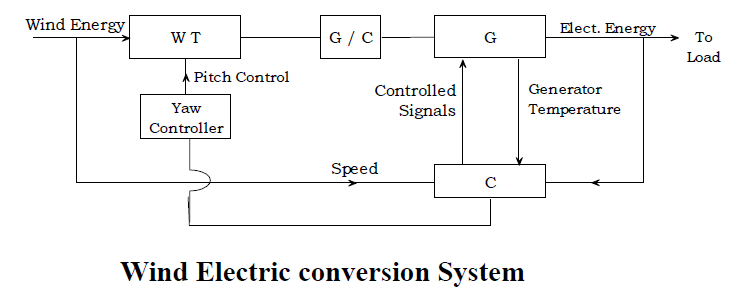 Wind Energy
W T
G / C
G
Elect. Energy
To
Load
Pitch Control
Yaw
Controller
Controlled
Signals
Generator
Temperature
Speed
C
Wind Electric conversion System